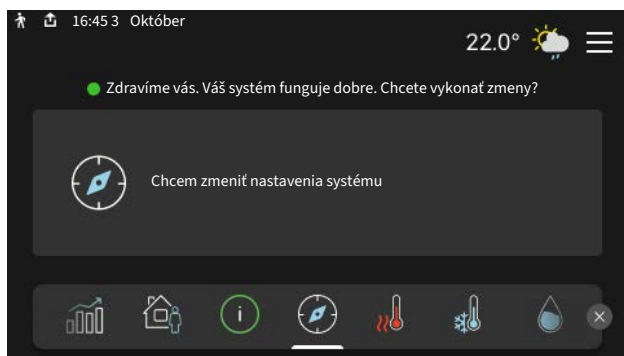 16:45 3 Október
22.0°
Zdravíme vás. Váš systém funguje dobre. Chcete vykonať zmeny?
Chcem zmeniť nastavenia systému